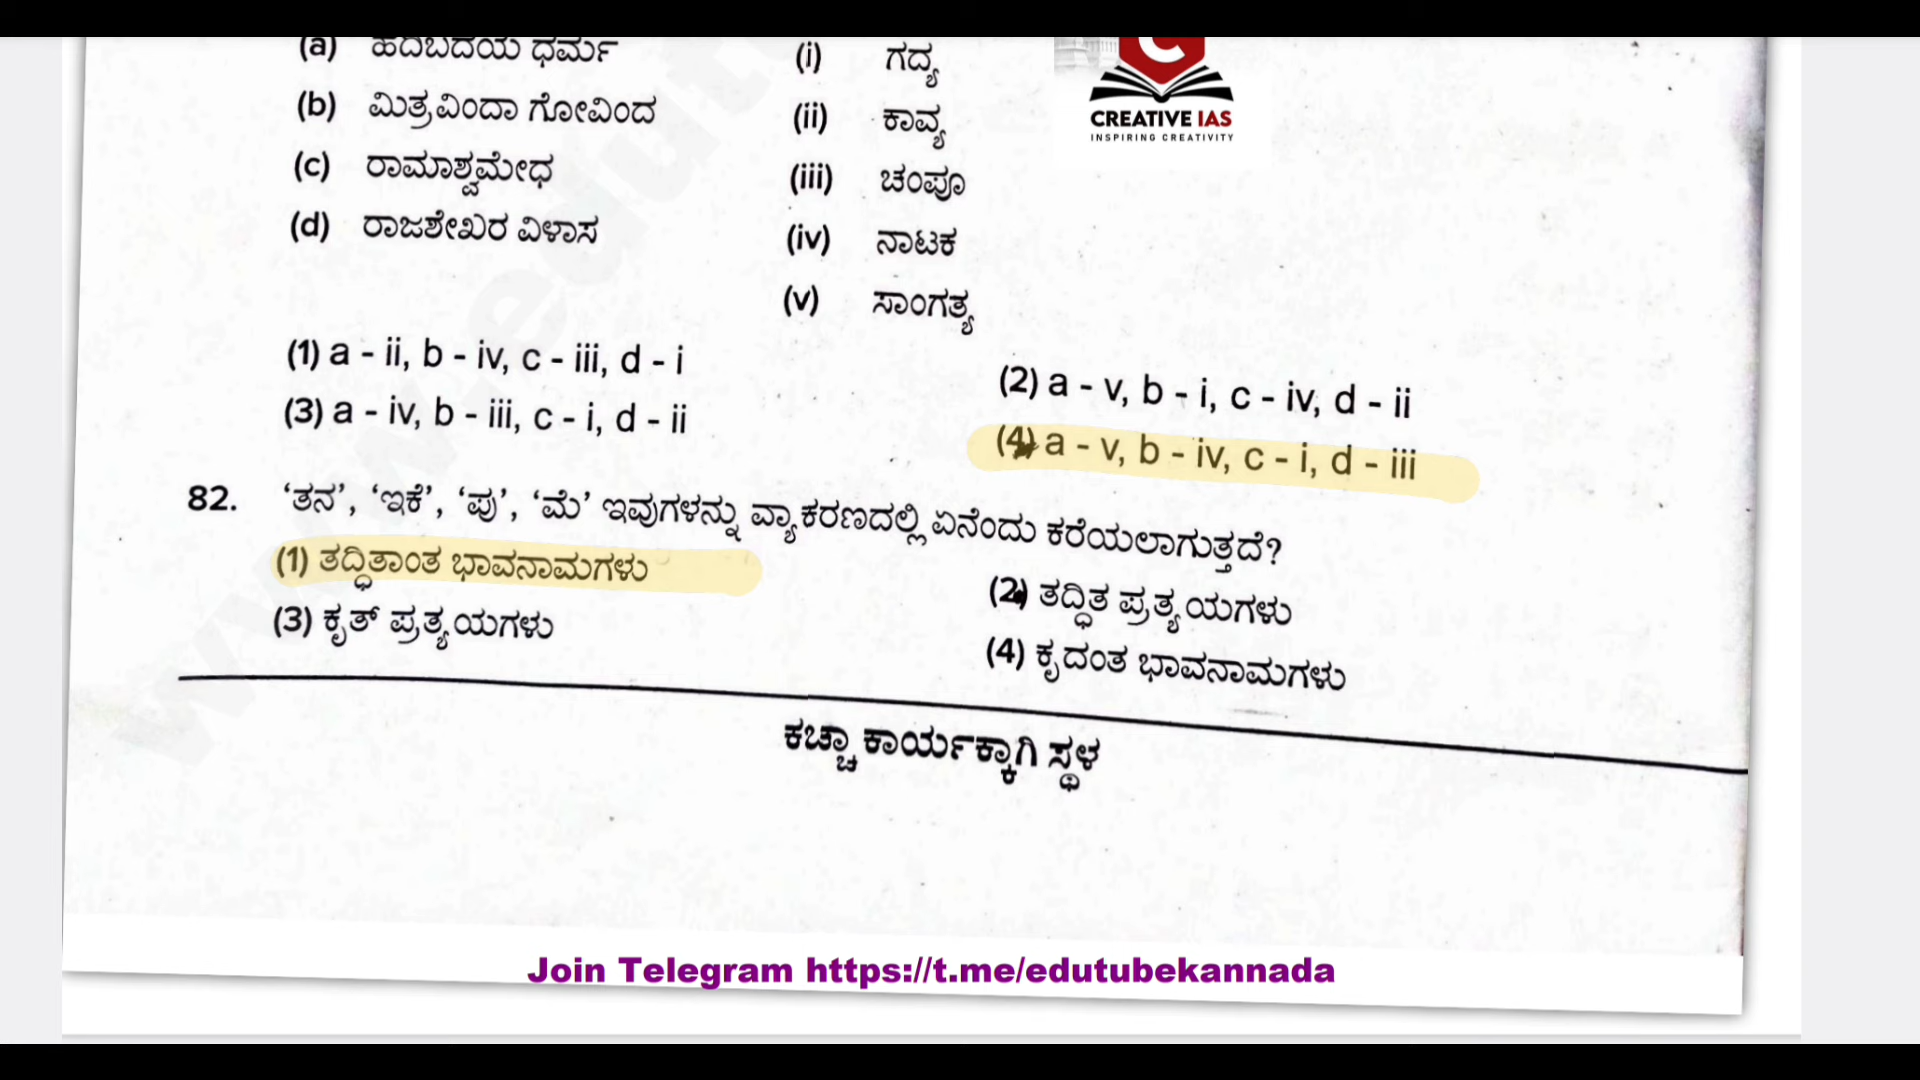 (a) ಹದಿಬದೆಯ ಧರ್ಮ (i) ಗದ್ಯ
(b) ಮಿತ್ರವಿಂದಾ ಗೋವಿಂದ (ii) ಕಾವ್ಯ
(c) ರಾಮಾಶ್ವಮೇಧ (iii) ಚಂಪೂ
(d) ರಾಜಶೇಖರ ವಿಳಾಸ (iv) ನಾಟಕ
(v) ಸಾಂಗತ್ಯ
CREATIVE IAS
INSPIRING CREATIVITY
(1) a - ii, b - iv, c - iii, d - i
(2) a - v, b - i, c - iv, d - ii
(3) a - iv, b - iii, c - i, d - ii
(4) a - v, b - iv, c - i, d - iii
82. ‘ತನ’, ‘ಇಕೆ’, ‘ಪು’, ‘ಮೆ’ ಇವುಗಳನ್ನು ವ್ಯಾಕರಣದಲ್ಲಿ ಏನೆಂದು ಕರೆಯಲಾಗುತ್ತದೆ?
(1) ತದ್ಧಿತಾಂತ ಭಾವನಾಮಗಳು
(2) ತದ್ಧಿತ ಪ್ರತ್ಯಯಗಳು
(3) ಕೃತ್ ಪ್ರತ್ಯಯಗಳು
(4) ಕೃದಂತ ಭಾವನಾಮಗಳು
ಕಚ್ಚಾ ಕಾರ್ಯಕ್ಕಾಗಿ ಸ್ಥಳ
Join Telegram https://t.me/edutubekannada